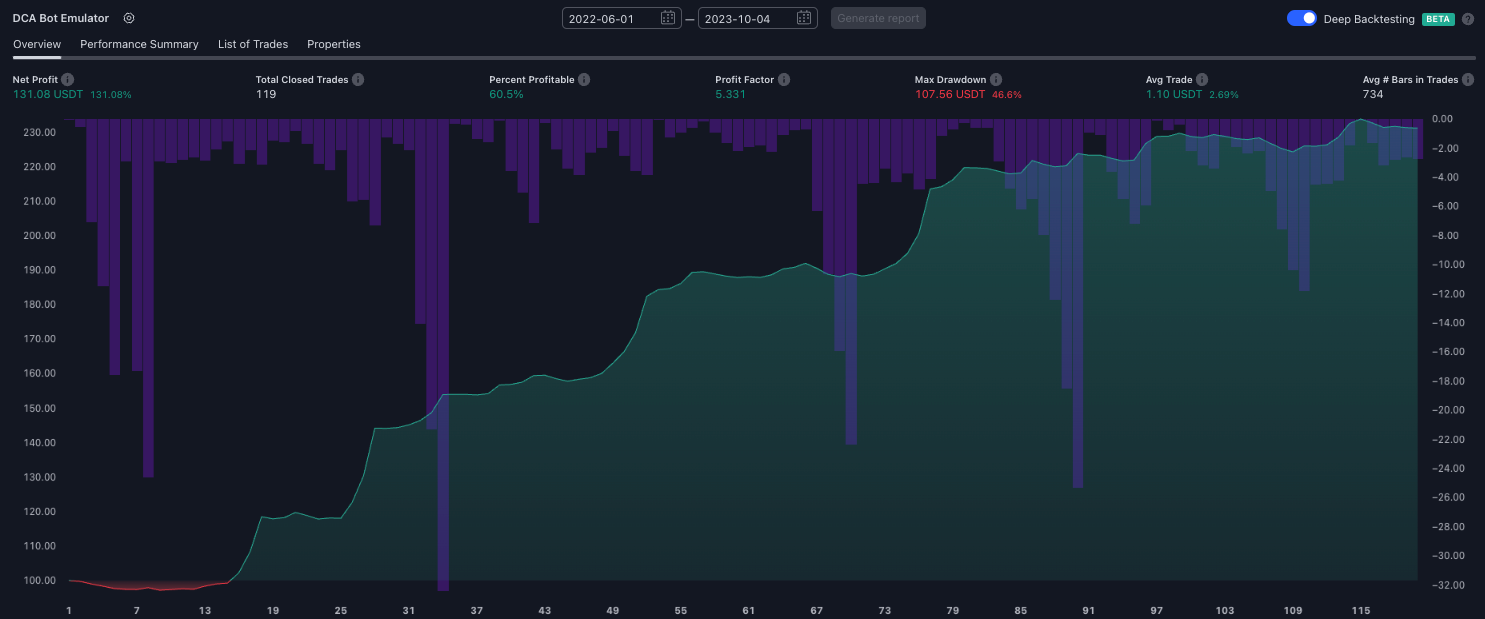 DCA Bot Emulator
2022-06-01 — 2023-10-04 Generate report
Deep Backtesting BETA ?
Overview Performance Summary List of Trades Properties
Net Profit Total Closed Trades Percent Profitable Profit Factor Max Drawdown Avg Trade Avg # Bars in Trades
131.08 USDT 131.08% 119 60.5% 5.331 107.56 USDT 46.6% 1.10 USDT 2.69% 734
230.00 0.00
220.00 −2.00
210.00 −4.00
200.00 −6.00
190.00 −8.00
180.00 −10.00
170.00 −12.00
160.00 −14.00
150.00 −16.00
140.00 −18.00
130.00 −20.00
120.00 −22.00
110.00 −24.00
100.00 −26.00
−28.00
−30.00
−32.00
1 7 13 19 25 31 37 43 49 55 61 67 73 79 85 91 97 103 109 115